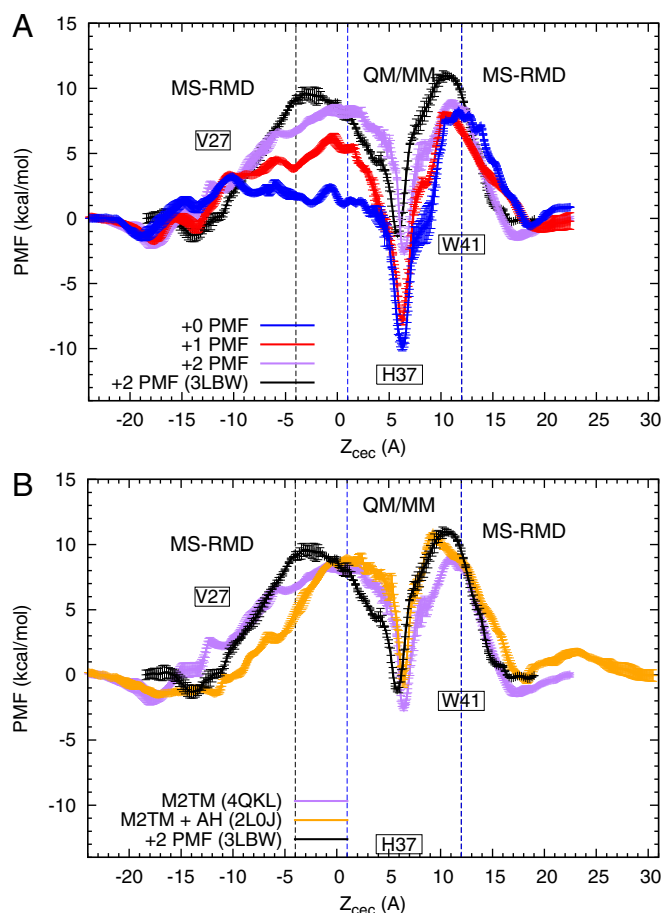 A
MS-RMD QM/MM MS-RMD
V27
W41
H37
+0 PMF
+1 PMF
+2 PMF
+2 PMF (3LBW)
PMF (kcal/mol)
15
10
5
0
-5
-10
-20 -15 -10 -5 0 5 10 15 20 25 30
Zcec (A)
B
QM/MM
MS-RMD MS-RMD
V27
W41
M2TM (4QKL)
M2TM + AH (2L0J)
+2 PMF (3LBW)
H37
PMF (kcal/mol)
15
10
5
0
-5
-10
-20 -15 -10 -5 0 5 10 15 20 25 30
Zcec (A)